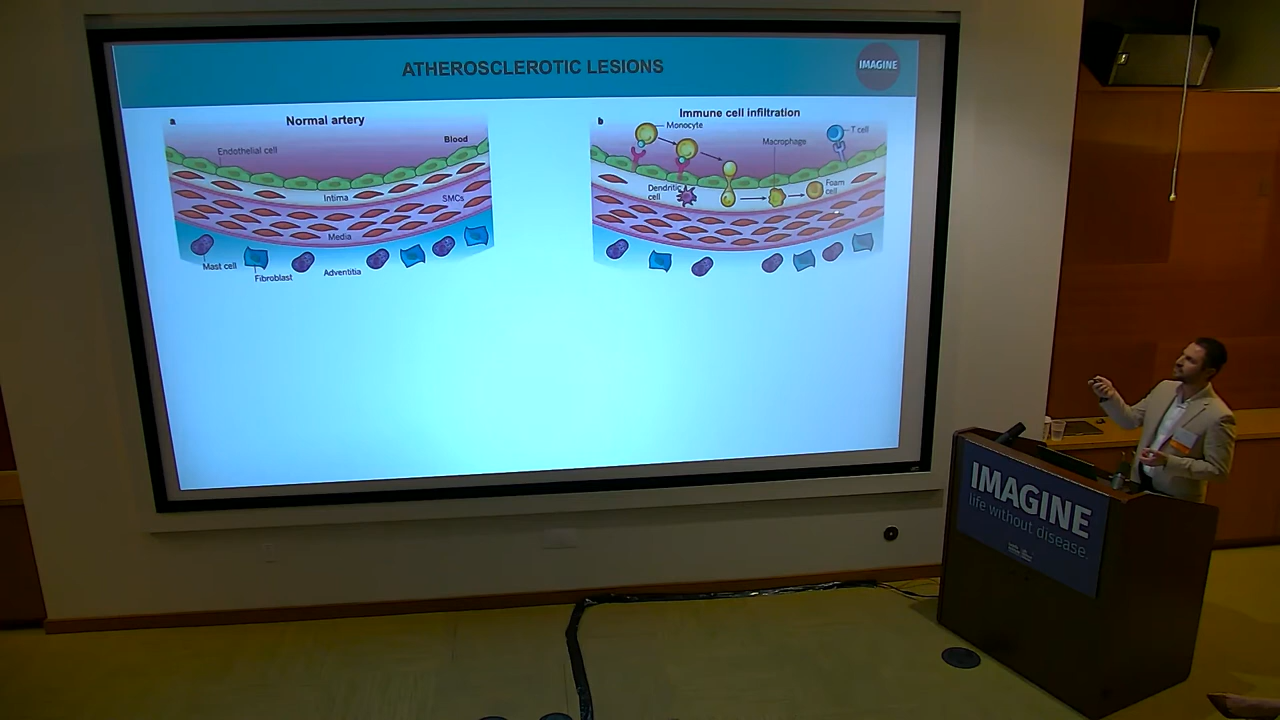 ATHEROSCLEROTIC LESIONS
IMAGINE
a
Normal artery
Blood
Endothelial cell
Intima
SMCs
Media
Mast cell
Fibroblast
Adventitia
b
Immune cell infiltration
Monocyte
T cell
Macrophage
Dendritic
cell
Foam
cell
IMAGINE
life without disease.